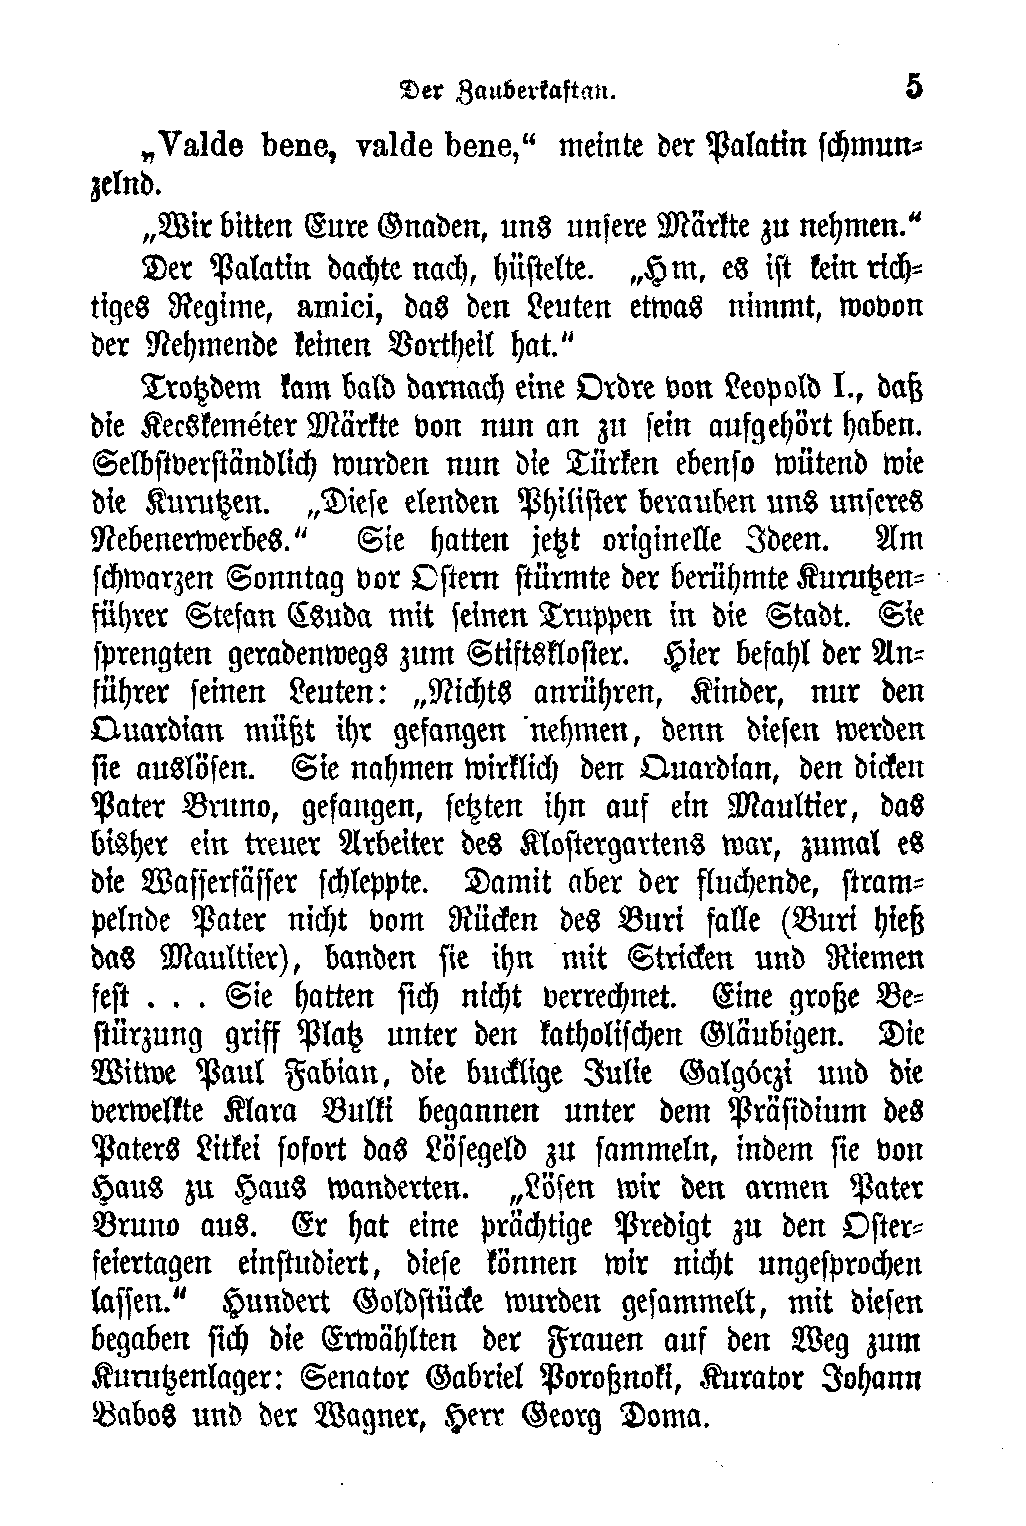 Der Zauberkaftan. 5
„Valde bene, valde bene,“ meinte der Palatin schmun-
zelnd.
„Wir bitten Eure Gnaden, uns unsere Märkte zu nehmen.“
Der Palatin dachte nach, hüstelte. „Hm, es ist kein rich-
tiges Regime, amici, das den Leuten etwas nimmt, wovon
der Nehmende keinen Vortheil hat.“
Trotzdem kam bald darnach eine Ordre von Leopold I., daß
die Kecskeméter Märkte von nun an zu sein aufgehört haben.
Selbstverständlich wurden nun die Türken ebenso wütend wie
die Kurutzen. „Diese elenden Philister berauben uns unseres
Nebenerwerbes.“ Sie hatten jetzt originelle Ideen. Am
schwarzen Sonntag vor Ostern stürmte der berühmte Kurutzen-
führer Stefan Csuda mit seinen Truppen in die Stadt. Sie
sprengten geradenwegs zum Stiftskloster. Hier befahl der An-
führer seinen Leuten: „Nichts anrühren, Kinder, nur den
Quardian müßt ihr gefangen nehmen, denn diesen werden
sie auslösen. Sie nahmen wirklich den Quardian, den dicken
Pater Bruno, gefangen, setzten ihn auf ein Maultier, das
bisher ein treuer Arbeiter des Klostergartens war, zumal es
die Wasserfässer schleppte. Damit aber der fluchende, stram-
pelnde Pater nicht vom Rücken des Buri falle (Buri hieß
das Maultier), banden sie ihn mit Stricken und Riemen
fest . . . Sie hatten sich nicht verrechnet. Eine große Be-
stürzung griff Platz unter den katholischen Gläubigen. Die
Witwe Paul Fabian, die bucklige Julie Galgóczi und die
verwelkte Klara Bulki begannen unter dem Präsidium des
Paters Litkei sofort das Lösegeld zu sammeln, indem sie von
Haus zu Haus wanderten. „Lösen wir den armen Pater
Bruno aus. Er hat eine prächtige Predigt zu den Oster-
feiertagen einstudiert, diese können wir nicht ungesprochen
lassen.“ Hundert Goldstücke wurden gesammelt, mit diesen
begaben sich die Erwählten der Frauen auf den Weg zum
Kurutzenlager: Senator Gabriel Poroßnoki, Kurator Johann
Babos und der Wagner, Herr Georg Doma.